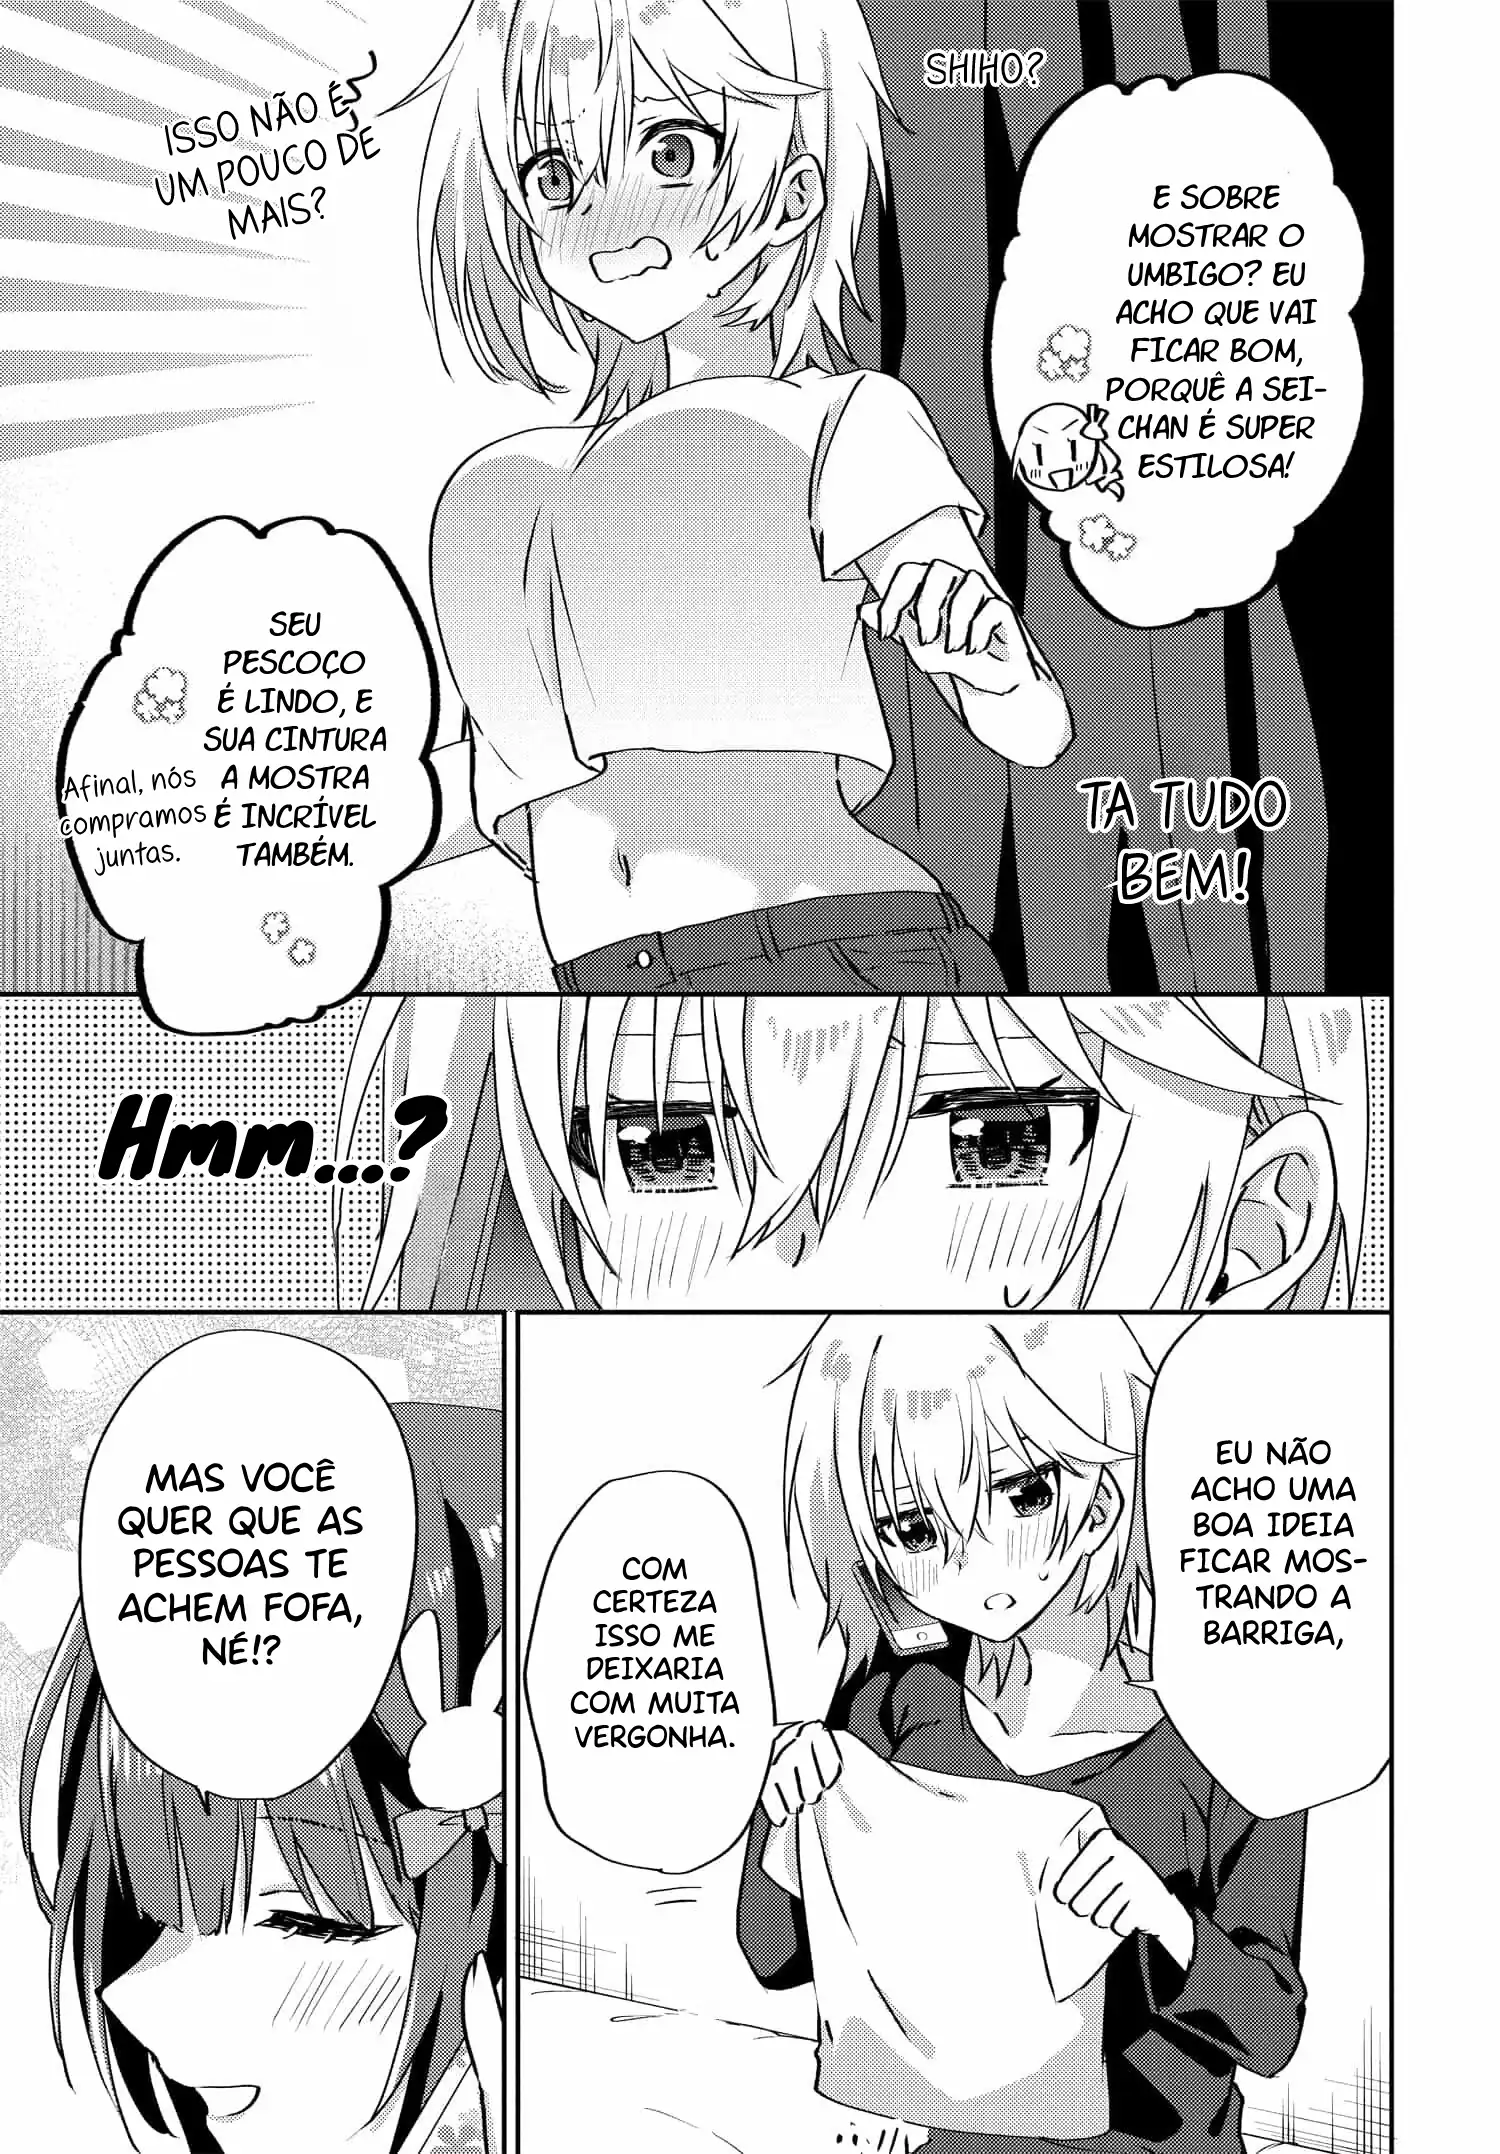 SHIHO?
E SOBRE
MOSTRAR O
UMBIGO? EU
ACHO QUE VAI
FICAR BOM,
PORQUÊ A SEI-
CHAN É SUPER
ESTILOSA!
ISSO NÃO É
UM POUCO DE
MAIS?
TA TUDO
BEM!
SEU
PESCOÇO
É LINDO, E
SUA CINTURA
A MOSTRA
É INCRÍVEL
TAMBÉM.
Afinal, nós
compramos
juntas.
Hmm...?
EU NÃO
ACHO UMA
BOA IDEIA
FICAR MOS-
TRANDO A
BARRIGA,
COM
CERTEZA
ISSO ME
DEIXARIA
COM MUITA
VERGONHA.
MAS VOCÊ
QUER QUE AS
PESSOAS TE
ACHEM FOFA,
NÉ!?